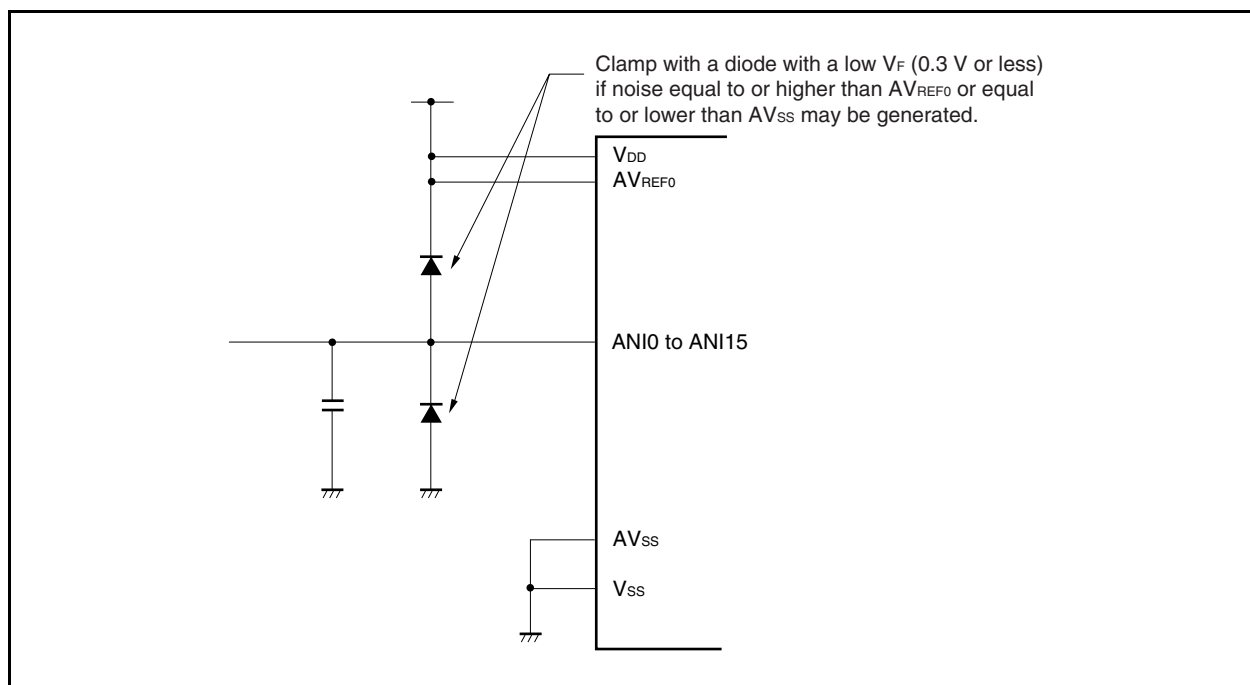 Clamp with a diode with a low VF (0.3 V or less)
if noise equal to or higher than AVREF0 or equal
to or lower than AVSS may be generated.
VDD
AVREF0
ANI0 to ANI15
AVSS
VSS